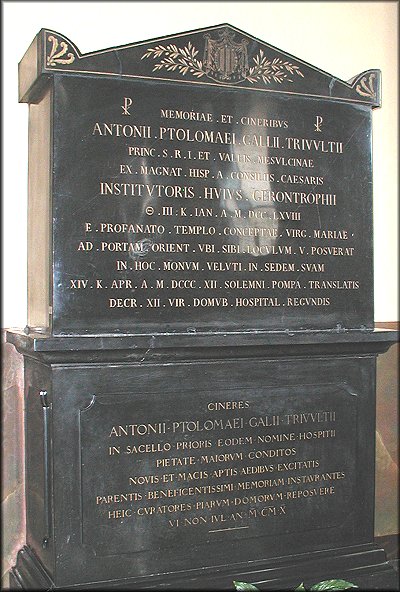 MEMORIAE · ET · CINERIBVS
ANTONII · PTOLOMAEI · GALLII · TRIVVLTII
PRINC · S · R · I · ET · VALLIS · MESVLCINAE
EX · MAGNAT · HISP · A · CONSILIIS · CAESARIS
INSTITVTORIS · HVIVS · GERONTROPHII
Θ · III · K · IAN · A · M · DCC · LXVIII
E · PROFANATO · TEMPLO · CONCEPTAE · VIRG · MARIAE
AD · PORTAM · ORIENT · VBI · SIBI · LOCVLVM · V · POSVERAT
IN · HOC · MONVM · VELVTI · IN · SEDEM · SVAM
XIV · K · APR · A · M · DCCC · XII · SOLEMNI · POMPA · TRANSLATIS
DECR · XII · VIR · DOMVB · HOSPITAL · REGVNDIS
CINERES
ANTONII · PTOLOMAEI · GALII · TRIVVLTII
IN · SACELLO · PRIORIS · EODEM · NOMINE · HOSPITII
PIETATE · MAIORVM · CONDITOS
NOVIS · ET · MAGIS · APTIS · AEDIBVS · EXCITATIS
PARENTIS · BENEFICENTISSIMI · MEMORIAM · INSTAVRANTES
HEIC · CVRATORES · PIARVM · DOMORVM · REPOSVERE
VI · NON · IVL · AN · M · CM · X